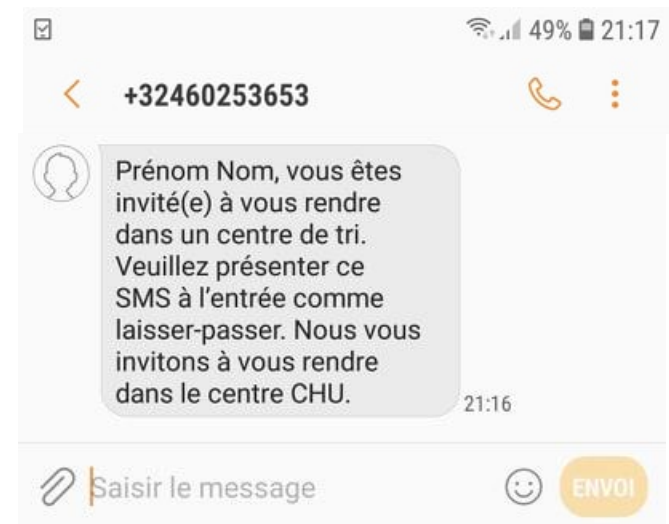 49% 21:17
+32460253653
Prénom Nom, vous êtes
invité(e) à vous rendre
dans un centre de tri.
Veuillez présenter ce
SMS à l'entrée comme
laisser-passer. Nous vous
invitons à vous rendre
dans le centre CHU.
21:16
Saisir le message
ENVOI